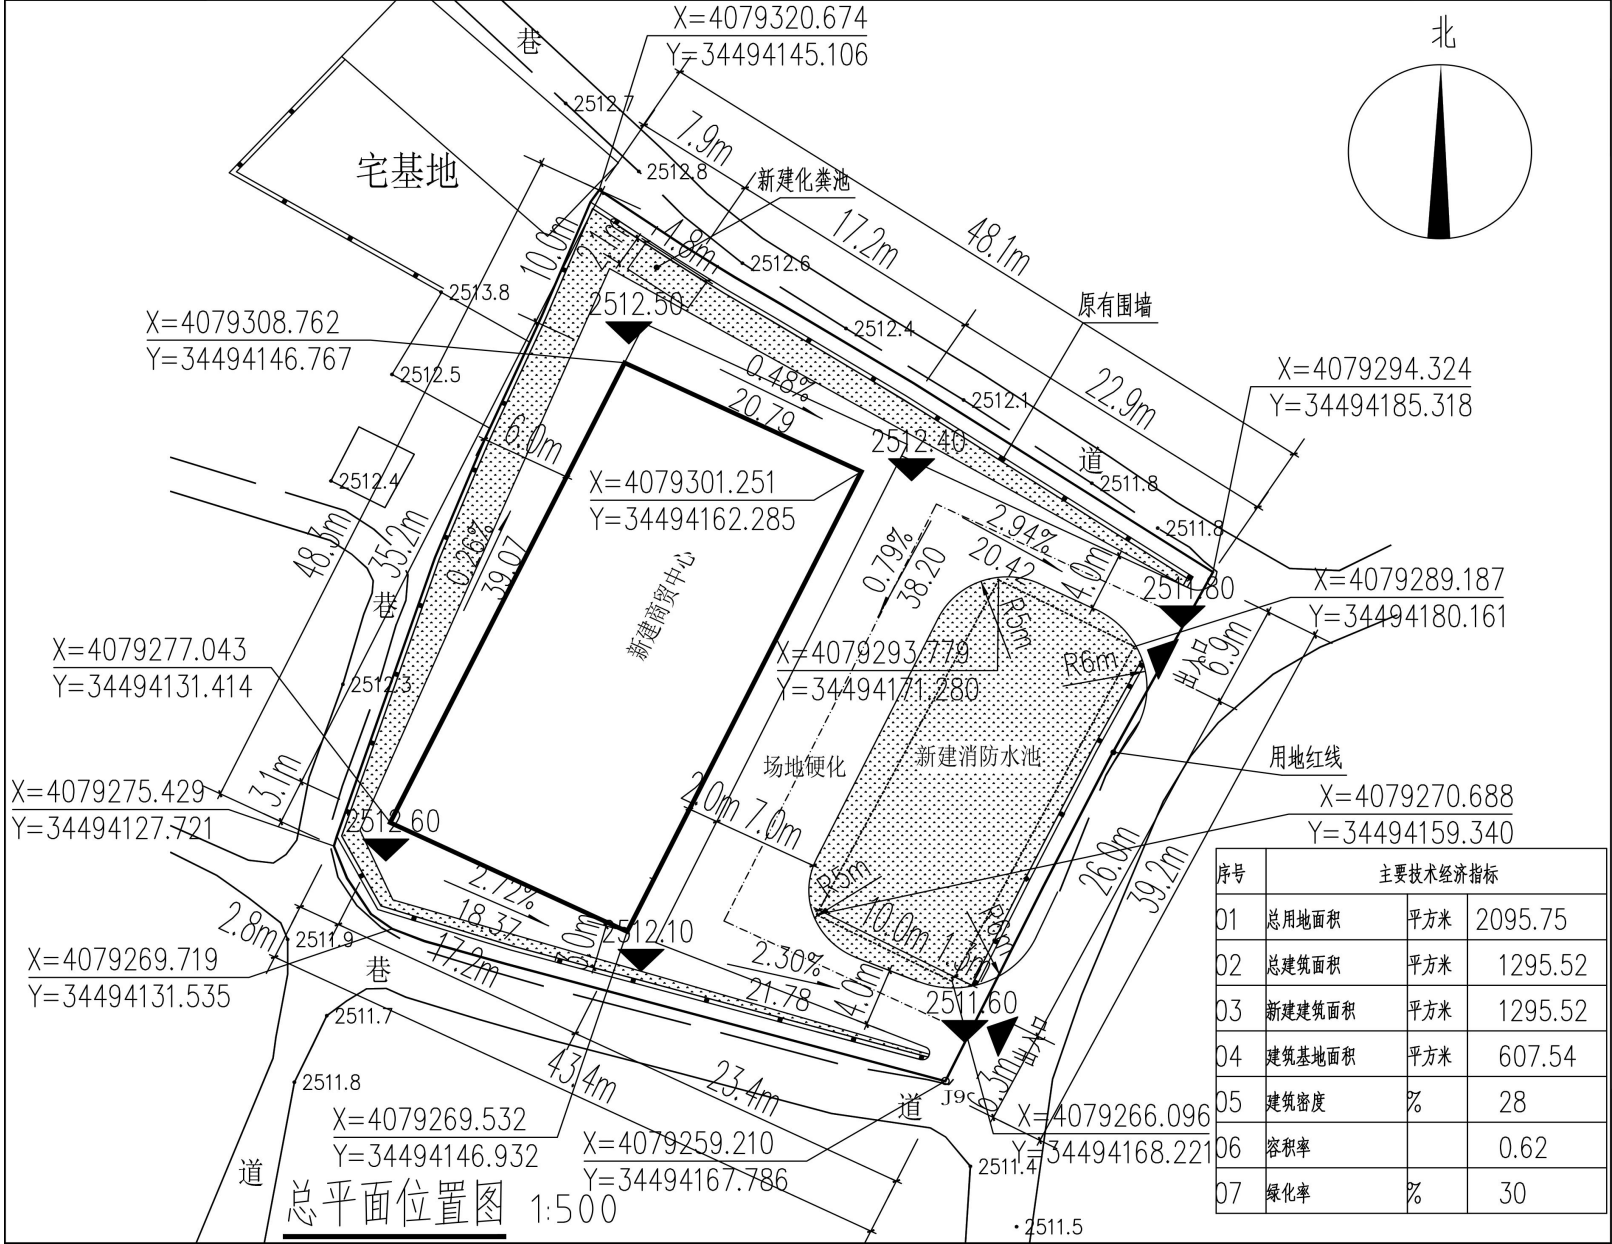 巷
X=4079320.674
Y=34494145.106
北
2512.7
7.9m
宅基地
2512.8
新建化粪池
17.2m
48.1m
10.0m
2.1m
1.8m
2512.6
2513.8
2512.50
原有围墙
X=4079308.762
Y=34494146.767
2512.4
2512.5
0.48%
20.79
2512.1
22.9m
X=4079294.324
Y=34494185.318
6.0m
2512.40
道
2511.8
2512.4
X=4079301.251
Y=34494162.285
2511.8
48.3m
35.2m
0.26%
39.07
2.94%
20.42
4.0m
0.79%
38.20
巷
新建商贸中心
2511.80
X=4079289.187
Y=34494180.161
R5m
R6m
出入口
6.9m
X=4079277.043
Y=34494131.414
2512.3
X=4079293.779
Y=34494171.280
场地硬化
新建消防水池
用地红线
3.1m
2.0m
7.0m
X=4079275.429
Y=34494127.721
2512.60
X=4079270.688
Y=34494159.340
26.0m
39.2m
2.72%
18.37
R5m
10.0m
2.8m
2511.9
17.2m
5.0m
2512.10
2.30%
21.78
4.0m
2511.60
出入口
X=4079269.719
Y=34494131.535
巷
2511.7
2511.8
43.4m
23.4m
道
J9
6.3m
X=4079269.532
Y=34494146.932
X=4079259.210
Y=34494167.786
X=4079266.096
Y=34494168.221
2511.4
道
2511.5
总平面位置图 1:500
序号 主要技术经济指标
01 总用地面积 平方米 2095.75
02 总建筑面积 平方米 1295.52
03 新建建筑面积 平方米 1295.52
04 建筑基地面积 平方米 607.54
05 建筑密度 % 28
06 容积率 0.62
07 绿化率 % 30